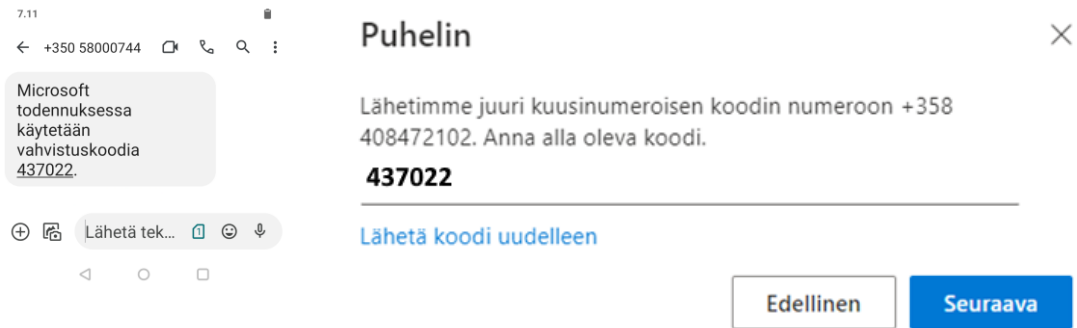 7.11
+350 58000744
Microsoft
todennuksessa
käytetään
vahvistuskoodia
437022.
Lähetä tek...
1
Puhelin
Lähetimme juuri kuusinumeroisen koodin numeroon +358
408472102. Anna alla oleva koodi.
437022
Lähetä koodi uudelleen
Edellinen
Seuraava